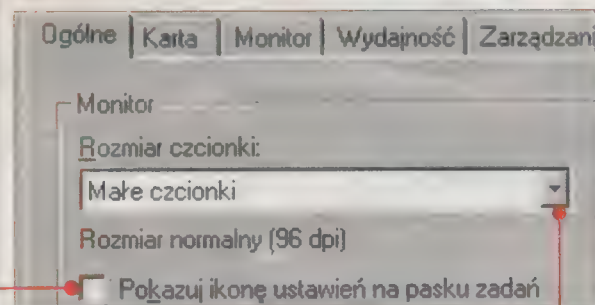 Ogólne Karta Monitor Wydajność Zarządzani
Monitor
Rozmiar czcionki:
Małe czcionki
Rozmiar normalny (96 dpi)
Pokazuj ikonę ustawień na pasku zadań